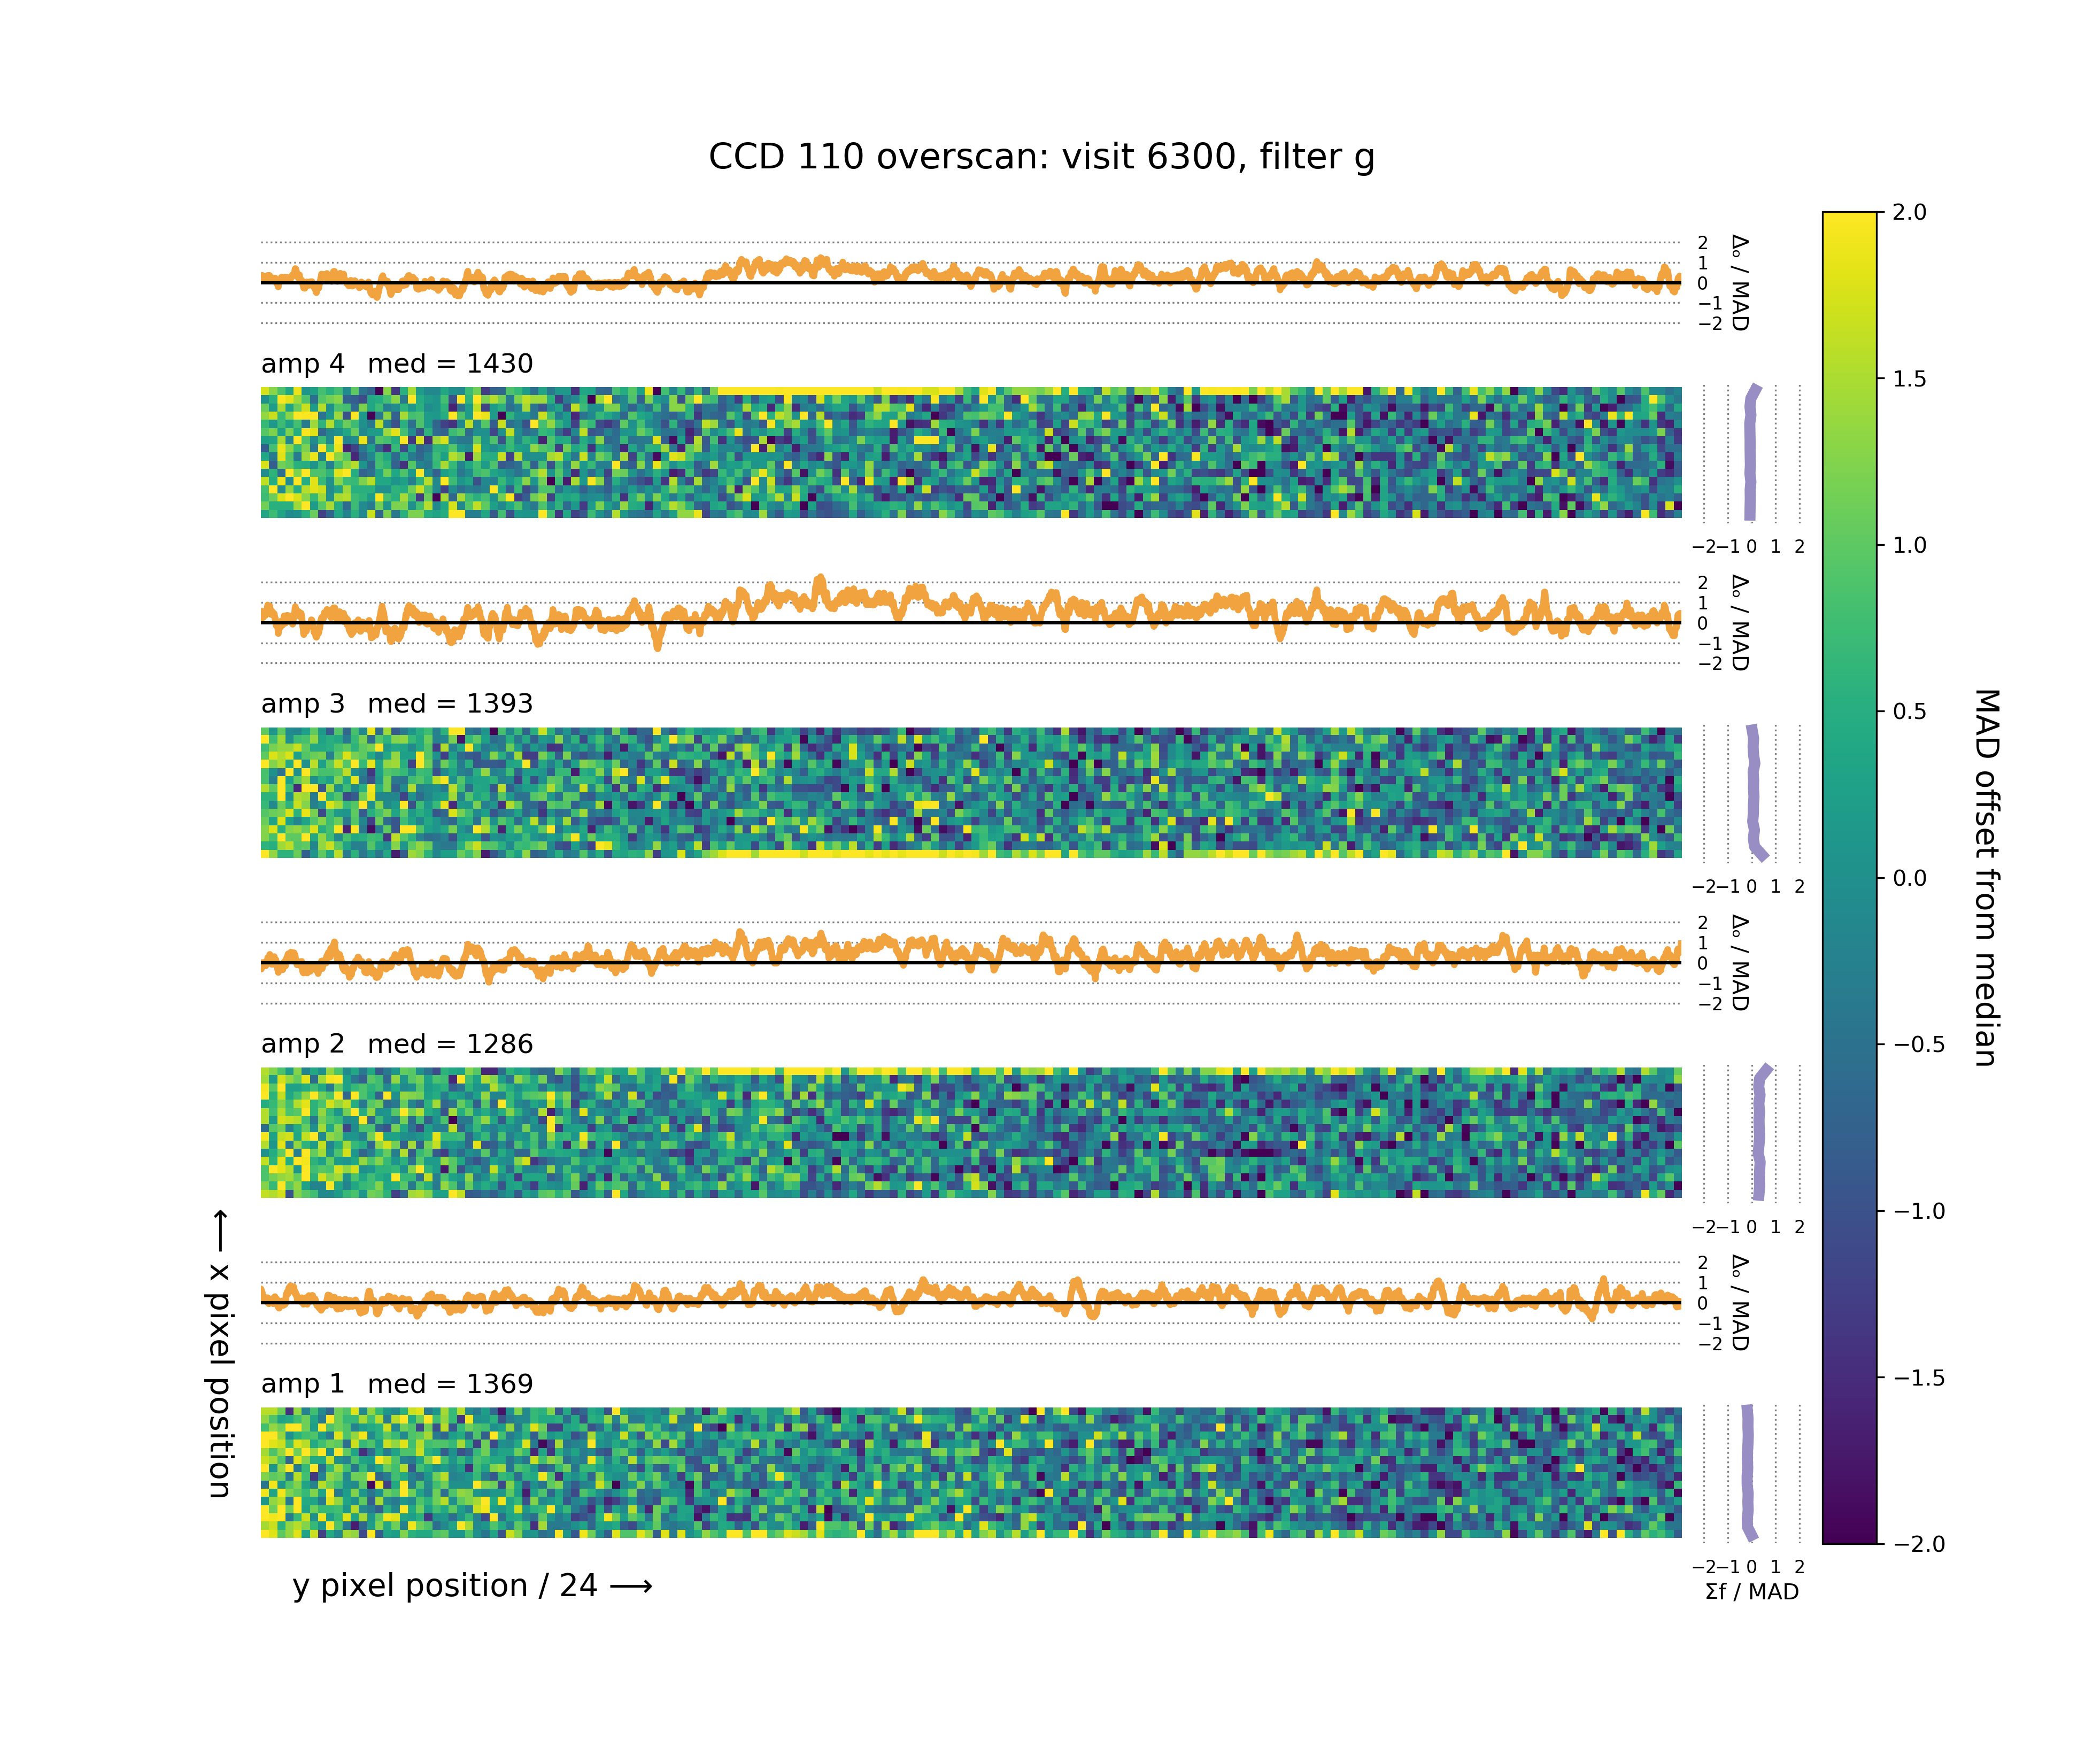 CCD 110 overscan: visit 6300, filter g
2
1
0
−1
−2
Δₒ / MAD
amp 4 med = 1430
−2 −1 0 1 2
2
1
0
−1
−2
Δₒ / MAD
amp 3 med = 1393
−2 −1 0 1 2
2
1
0
−1
−2
Δₒ / MAD
amp 2 med = 1286
−2 −1 0 1 2
2
1
0
−1
−2
Δₒ / MAD
amp 1 med = 1369
−2 −1 0 1 2
Σf / MAD
⟵ x pixel position
y pixel position / 24 ⟶
2.0
1.5
1.0
0.5
0.0
−0.5
−1.0
−1.5
−2.0
MAD offset from median